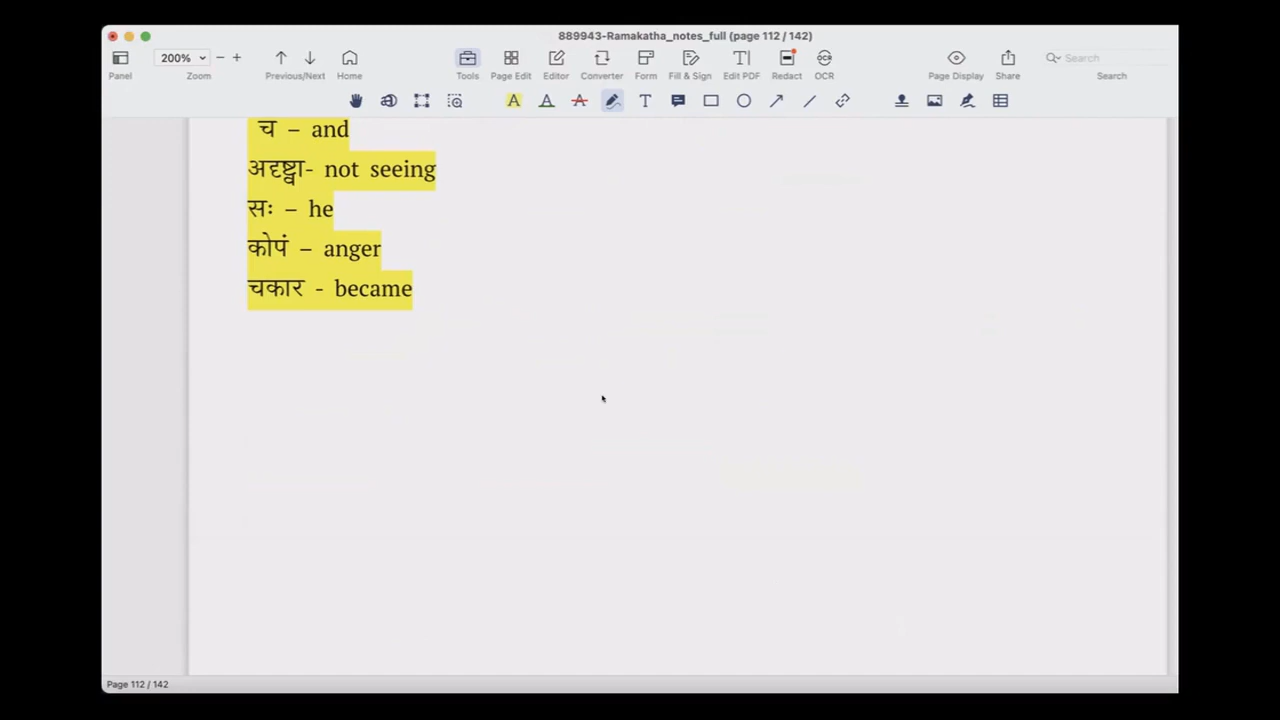 889943-Ramakatha_notes_full (page 112 / 142)
200%
Panel Zoom Previous/Next Home Tools Page Edit Editor Converter Form Fill & Sign Edit PDF Redact OCR Page Display Share Search
Search
च – and
अदृष्ट्वा- not seeing
सः – he
कोपं – anger
चकार - became
Page 112 / 142